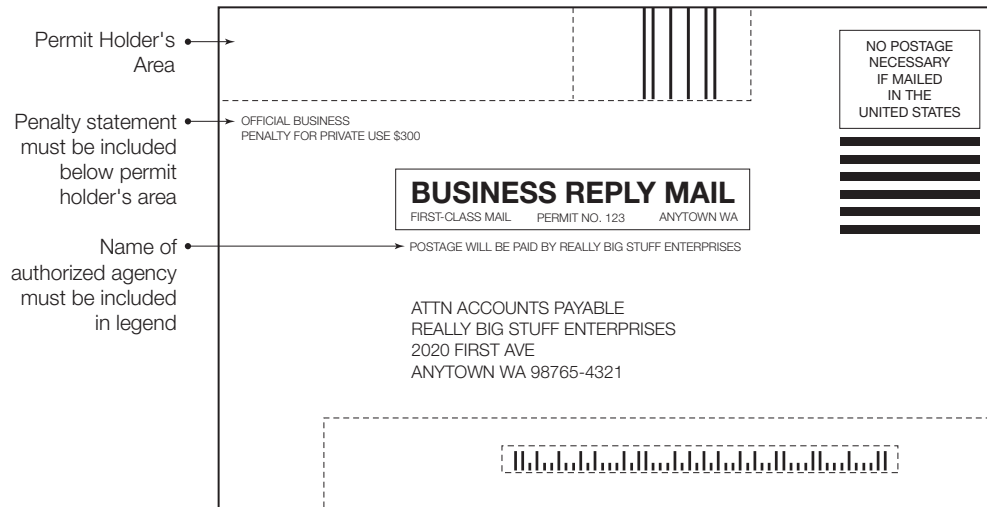 Permit Holder's
Area
Penalty statement
must be included
below permit
holder's area
Name of
authorized agency
must be included
in legend
OFFICIAL BUSINESS
PENALTY FOR PRIVATE USE $300
NO POSTAGE
NECESSARY
IF MAILED
IN THE
UNITED STATES
BUSINESS REPLY MAIL
FIRST-CLASS MAIL PERMIT NO. 123 ANYTOWN WA
POSTAGE WILL BE PAID BY REALLY BIG STUFF ENTERPRISES
ATTN ACCOUNTS PAYABLE
REALLY BIG STUFF ENTERPRISES
2020 FIRST AVE
ANYTOWN WA 98765-4321